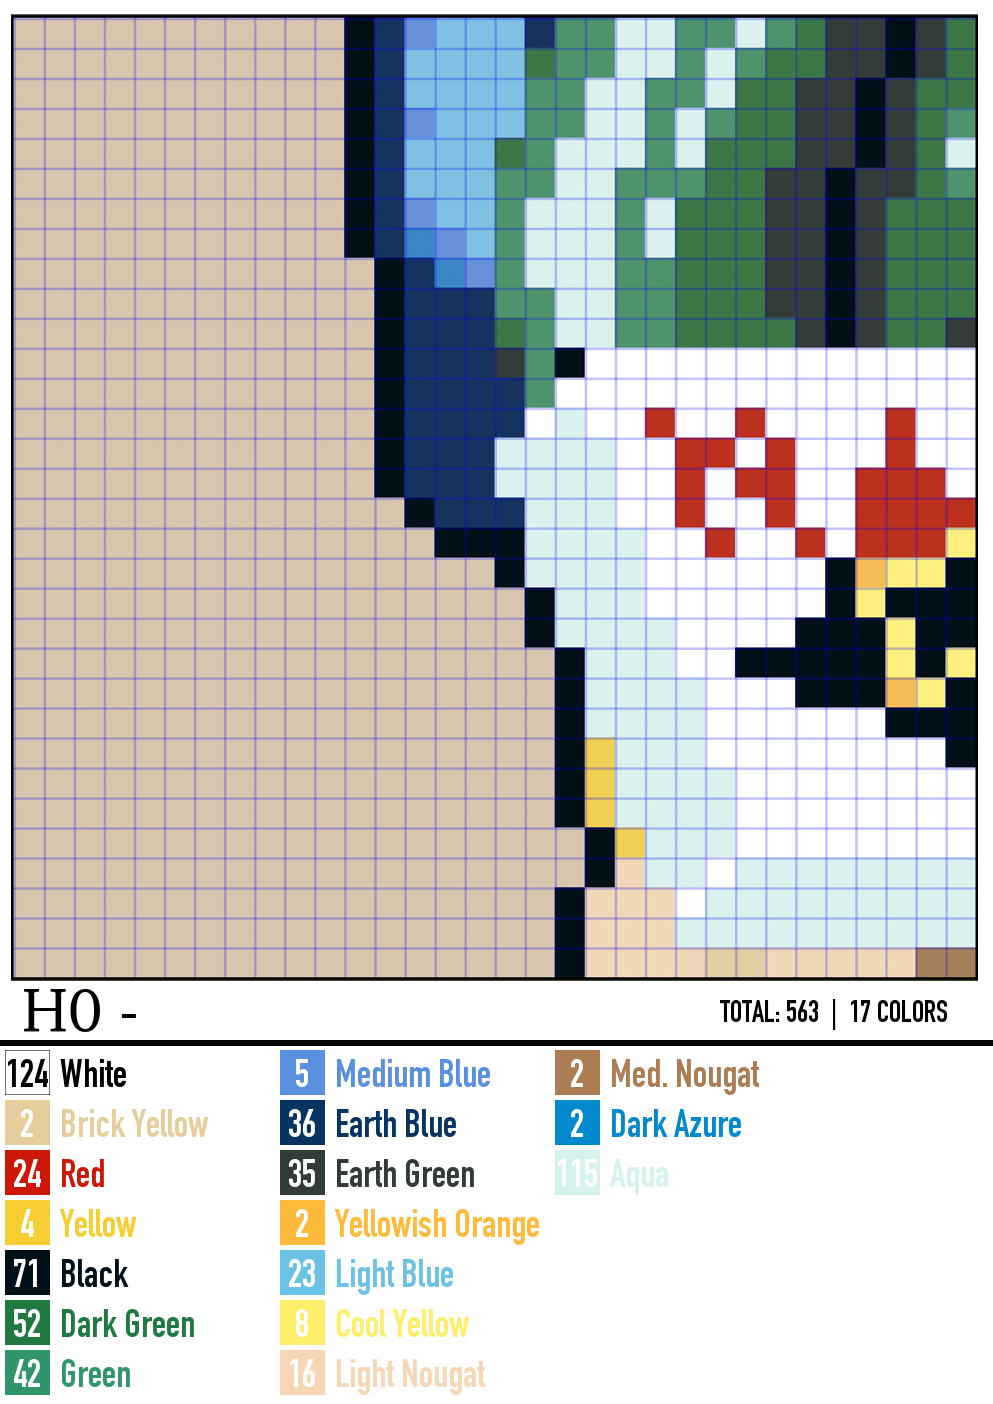 H0 -
TOTAL: 563 | 17 COLORS
124 White
2 Brick Yellow
24 Red
4 Yellow
71 Black
52 Dark Green
42 Green
5 Medium Blue
36 Earth Blue
35 Earth Green
2 Yellowish Orange
23 Light Blue
8 Cool Yellow
16 Light Nougat
2 Med. Nougat
2 Dark Azure
115 Aqua